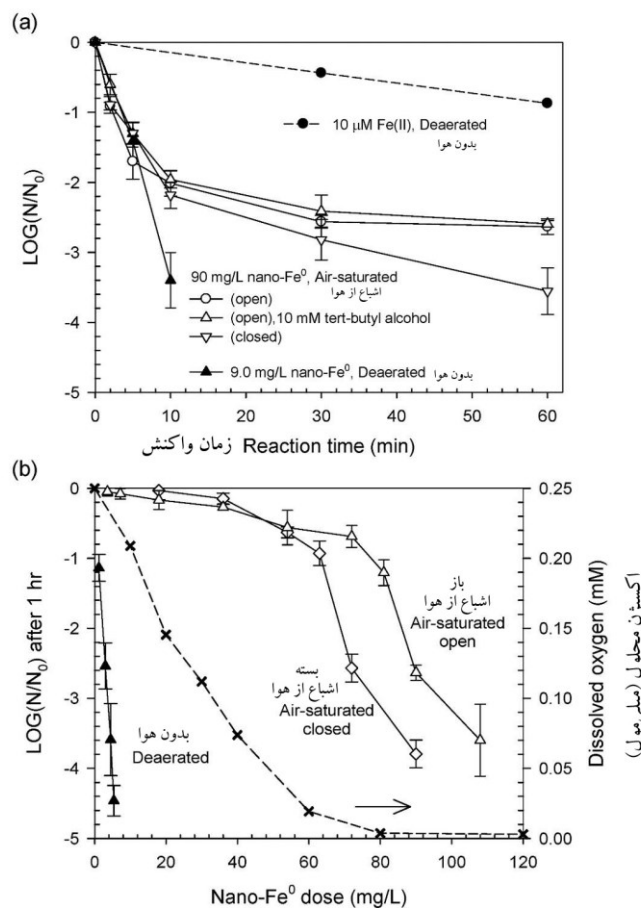 (a)
0
-1
-2
-3
-4
-5
LOG(N/N₀)
10 μM Fe(II), Deaerated
بدون هوا
90 mg/L nano-Fe⁰, Air-saturated
اشباع از هوا
(open)
(open),10 mM tert-butyl alcohol
(closed)
9.0 mg/L nano-Fe⁰, Deaerated بدون هوا
0 10 20 30 40 50 60
زمان واکنش Reaction time (min)
(b)
0
-1
-2
-3
-4
-5
LOG(N/N₀) after 1 hr
0.25
0.20
0.15
0.10
0.05
0.00
Dissolved oxygen (mM)
اکسیژن محلول (میلی مول)
باز
اشباع از هوا
Air-saturated
open
بسته
اشباع از هوا
Air-saturated
closed
بدون هوا
Deaerated
0 20 40 60 80 100 120
Nano-Fe⁰ dose (mg/L)